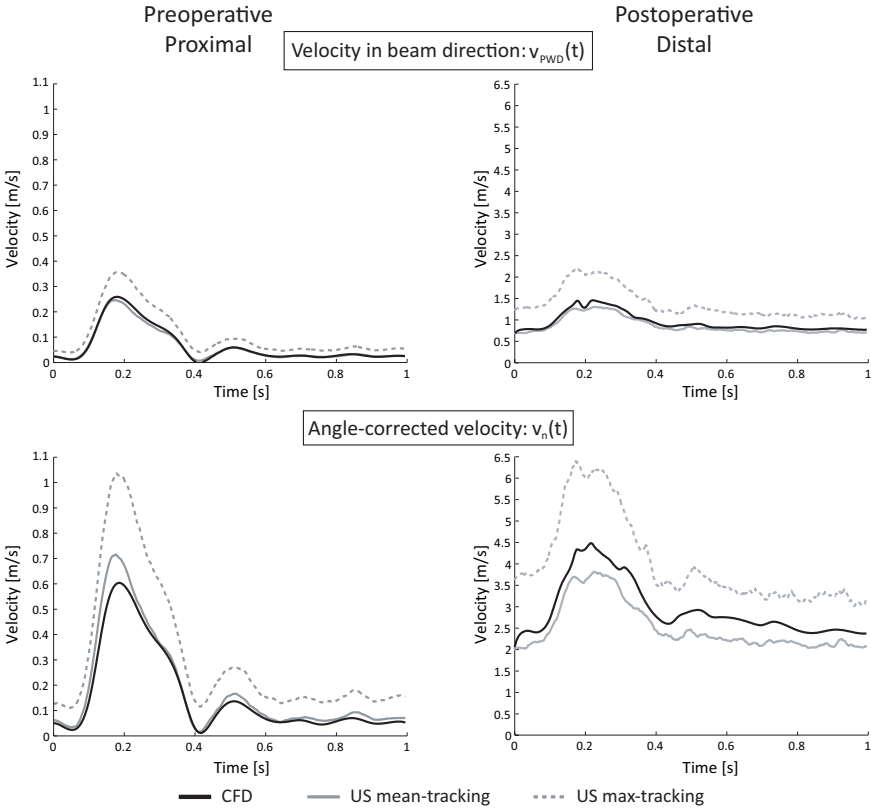 Preoperative
Proximal
Postoperative
Distal
Velocity in beam direction: v_PWD(t)
1.1
1
0.9
0.8
0.7
0.6
0.5
0.4
0.3
0.2
0.1
0
Velocity [m/s]
0 0.2 0.4 0.6 0.8 1
Time [s]
6.5
6
5.5
5
4.5
4
3.5
3
2.5
2
1.5
1
0.5
0
Velocity [m/s]
0 0.2 0.4 0.6 0.8 1
Time [s]
Angle-corrected velocity: v_n(t)
1.1
1
0.9
0.8
0.7
0.6
0.5
0.4
0.3
0.2
0.1
0
Velocity [m/s]
0 0.2 0.4 0.6 0.8 1
Time [s]
6.5
6
5.5
5
4.5
4
3.5
3
2.5
2
1.5
1
0.5
0
Velocity [m/s]
0 0.2 0.4 0.6 0.8 1
Time [s]
CFD US mean-tracking US max-tracking